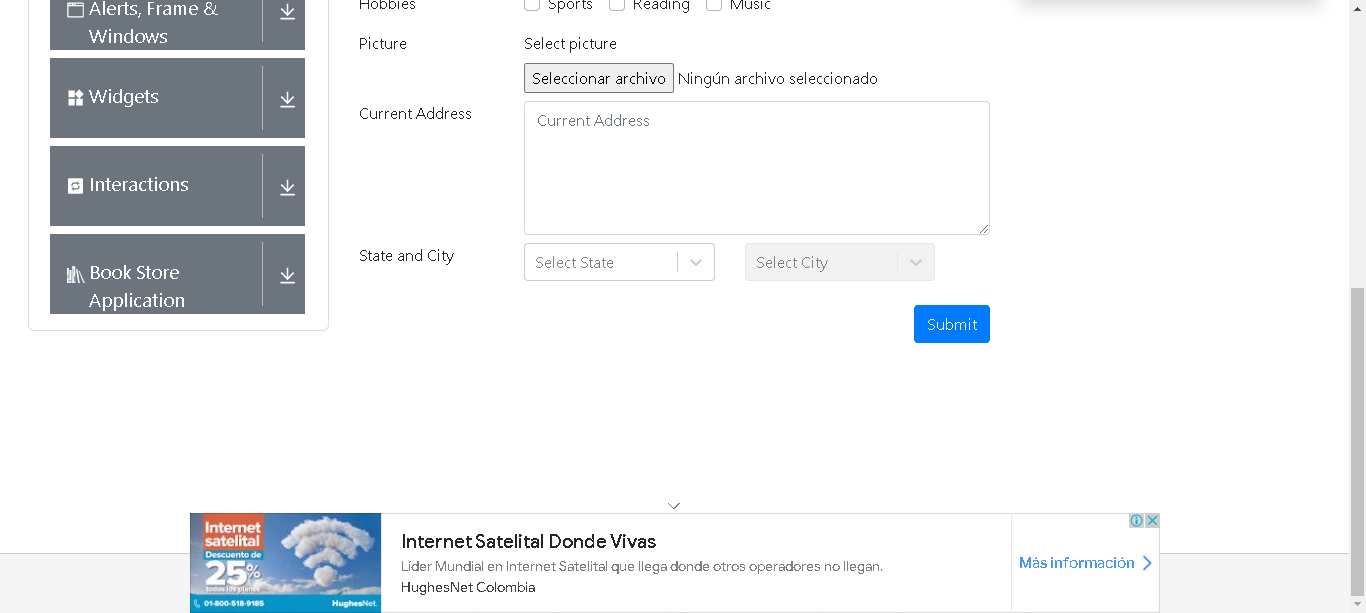 Alerts, Frame &
Windows
Widgets
Interactions
Book Store
Application
Hobbies
Sports Reading Music
Picture
Select picture
Seleccionar archivo Ningún archivo seleccionado
Current Address
Current Address
State and City
Select State
Select City
Submit
Internet
satelital
Descuento de
25%
todos los planes
01-800-518-9185
HughesNet.
Internet Satelital Donde Vivas
Líder Mundial en Internet Satelital que llega donde otros operadores no llegan.
HughesNet Colombia
Más información